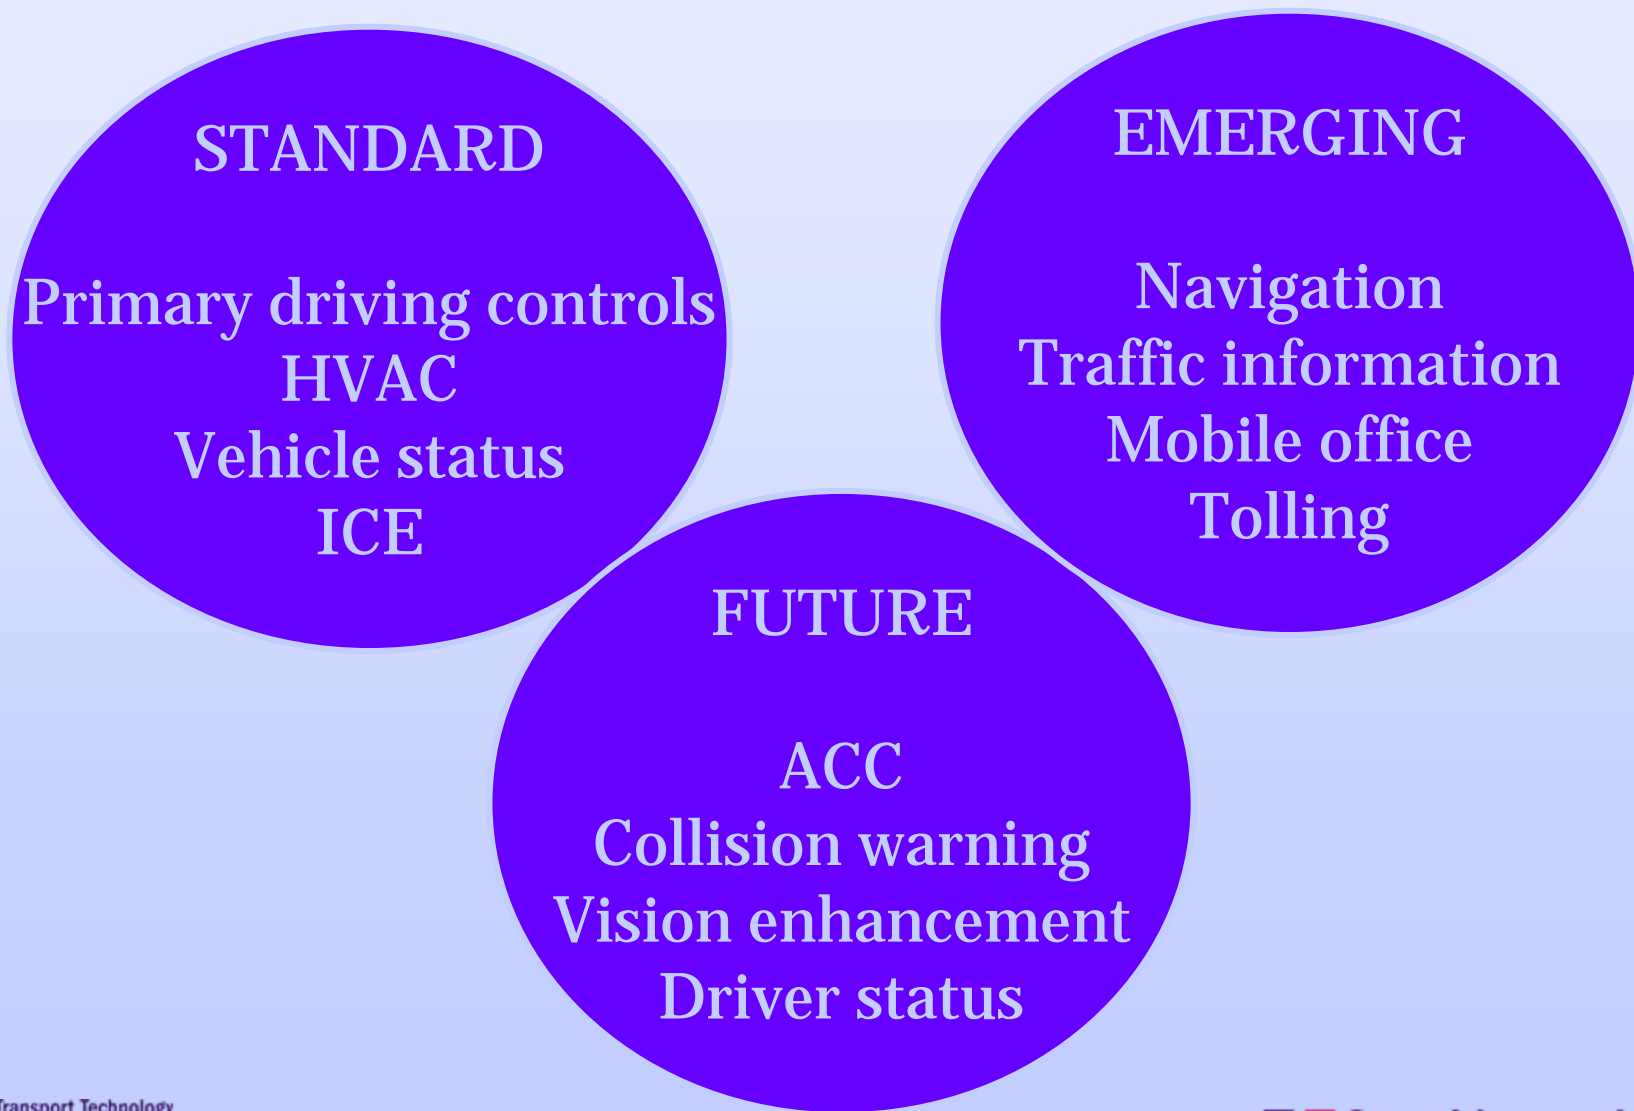 STANDARD
Primary driving controls
HVAC
Vehicle status
ICE
EMERGING
Navigation
Traffic information
Mobile office
Tolling
FUTURE
ACC
Collision warning
Vision enhancement
Driver status
Transport Technology